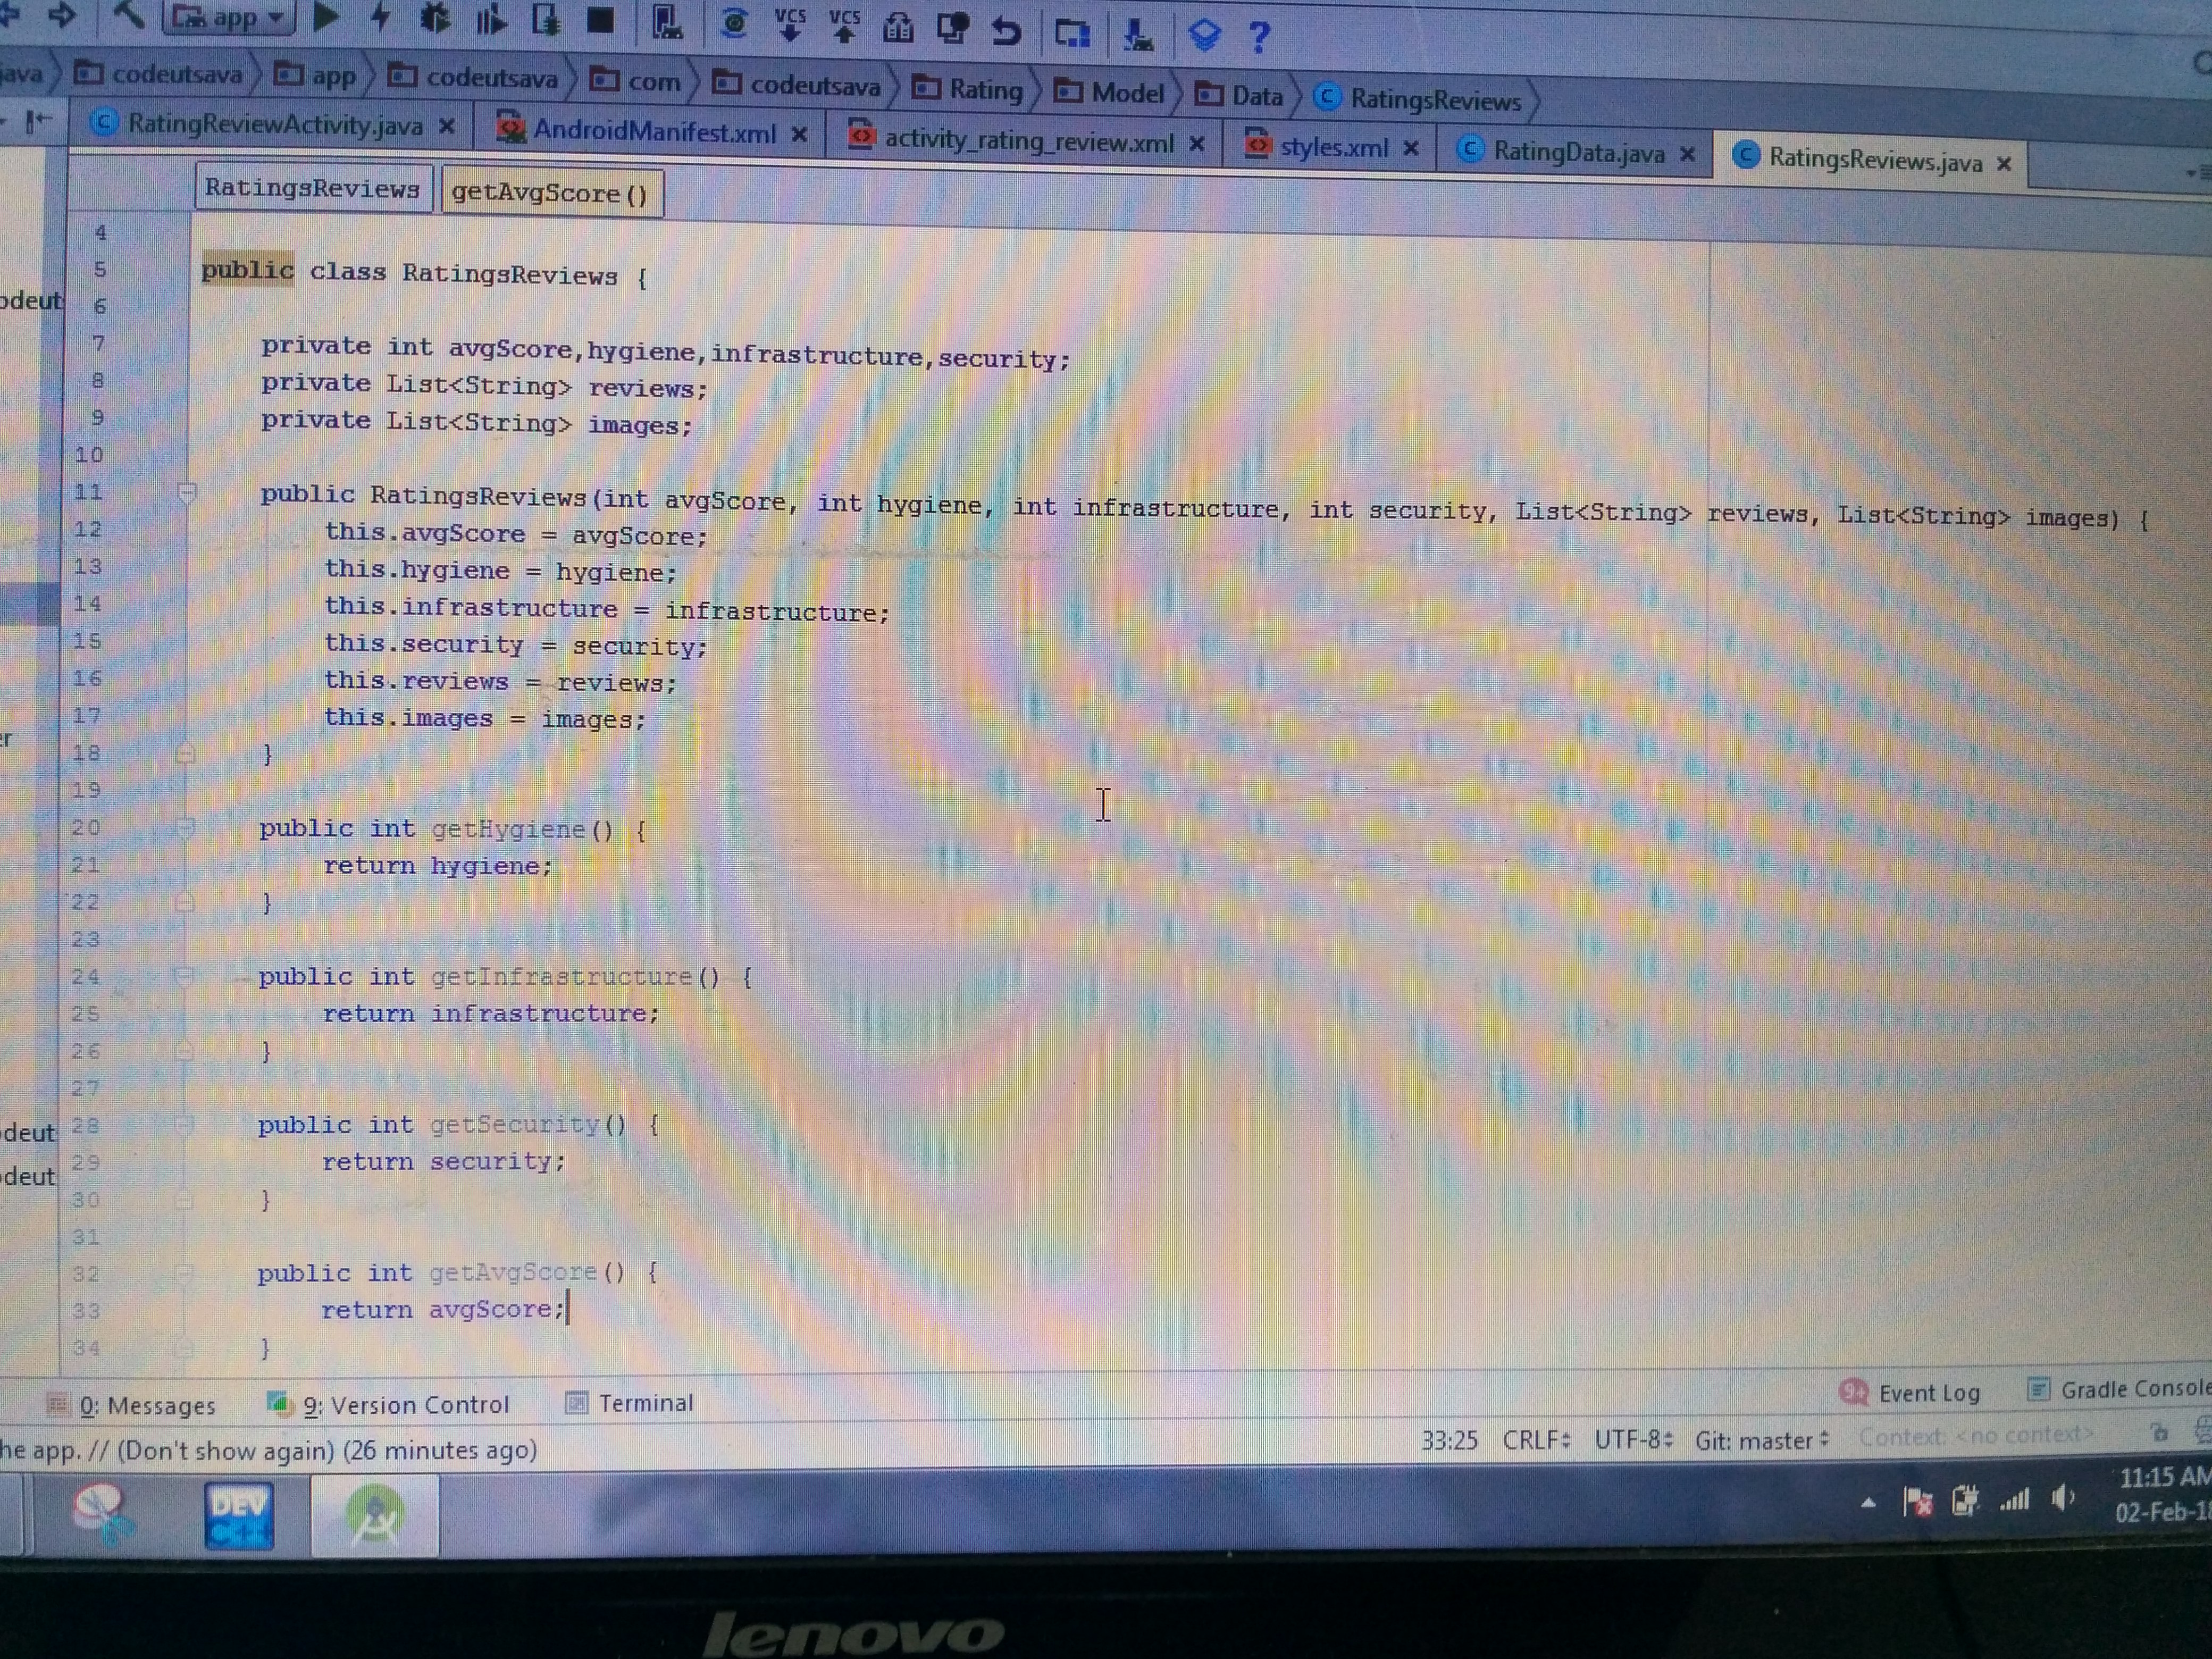 app VCS VCS ?
java codeutsava app codeutsava com codeutsava Rating Model Data C RatingsReviews
C RatingReviewActivity.java AndroidManifest.xml activity_rating_review.xml styles.xml C RatingData.java C RatingsReviews.java
RatingsReviews getAvgScore()
4
5 public class RatingsReviews {
odeut
6
7 private int avgScore,hygiene,infrastructure,security;
8 private List<String> reviews;
9 private List<String> images;
10
11 public RatingsReviews(int avgScore, int hygiene, int infrastructure, int security, List<String> reviews, List<String> images) {
12 this.avgScore = avgScore;
13 this.hygiene = hygiene;
14 this.infrastructure = infrastructure;
15 this.security = security;
16 this.reviews = reviews;
17 this.images = images;
er
18 }
19
20 public int getHygiene() {
21 return hygiene;
22 }
23
24 public int getInfrastructure() {
25 return infrastructure;
26 }
27
28 public int getSecurity() {
deut
29 return security;
deut
30 }
31
32 public int getAvgScore() {
33 return avgScore;
34 }
0: Messages 9: Version Control Terminal 9+ Event Log Gradle Console
he app. // (Don't show again) (26 minutes ago) 33:25 CRLF UTF-8 Git: master Context: <no context>
DEV C++ 11:15 AM
02-Feb-18
lenovo